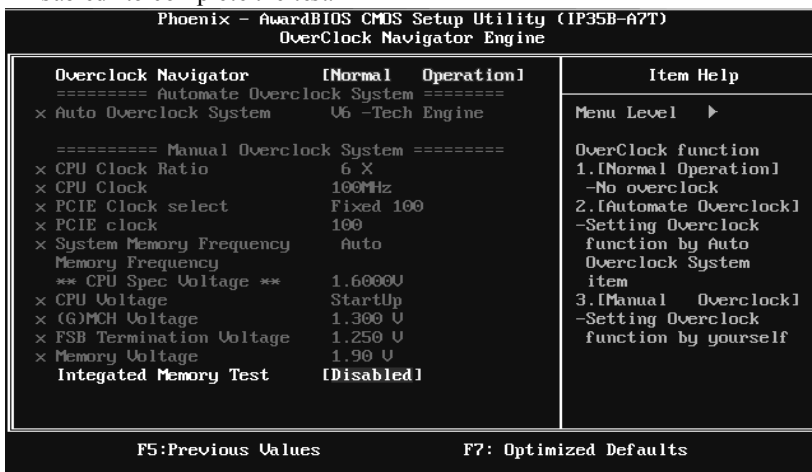 Phoenix - AwardBIOS CMOS Setup Utility (IP35B-A7T)
OverClock Navigator Engine
Overclock Navigator [Normal Operation]
========= Automate Overclock System ========
x Auto Overclock System V6 -Tech Engine
========== Manual Overclock System =========
x CPU Clock Ratio 6 X
x CPU Clock 100MHz
x PCIE Clock select Fixed 100
x PCIE clock 100
x System Memory Frequency Auto
Memory Frequency
** CPU Spec Voltage ** 1.6000V
x CPU Voltage StartUp
x (G)MCH Voltage 1.300 V
x FSB Termination Voltage 1.250 V
x Memory Voltage 1.90 V
Integated Memory Test [Disabled]
Item Help
Menu Level ▶
OverClock function
1.[Normal Operation]
-No overclock
2.[Automate Overclock]
-Setting Overclock
function by Auto
Overclock System
item
3.[Manual Overclock]
-Setting Overclock
function by yourself
F5:Previous Values F7: Optimized Defaults